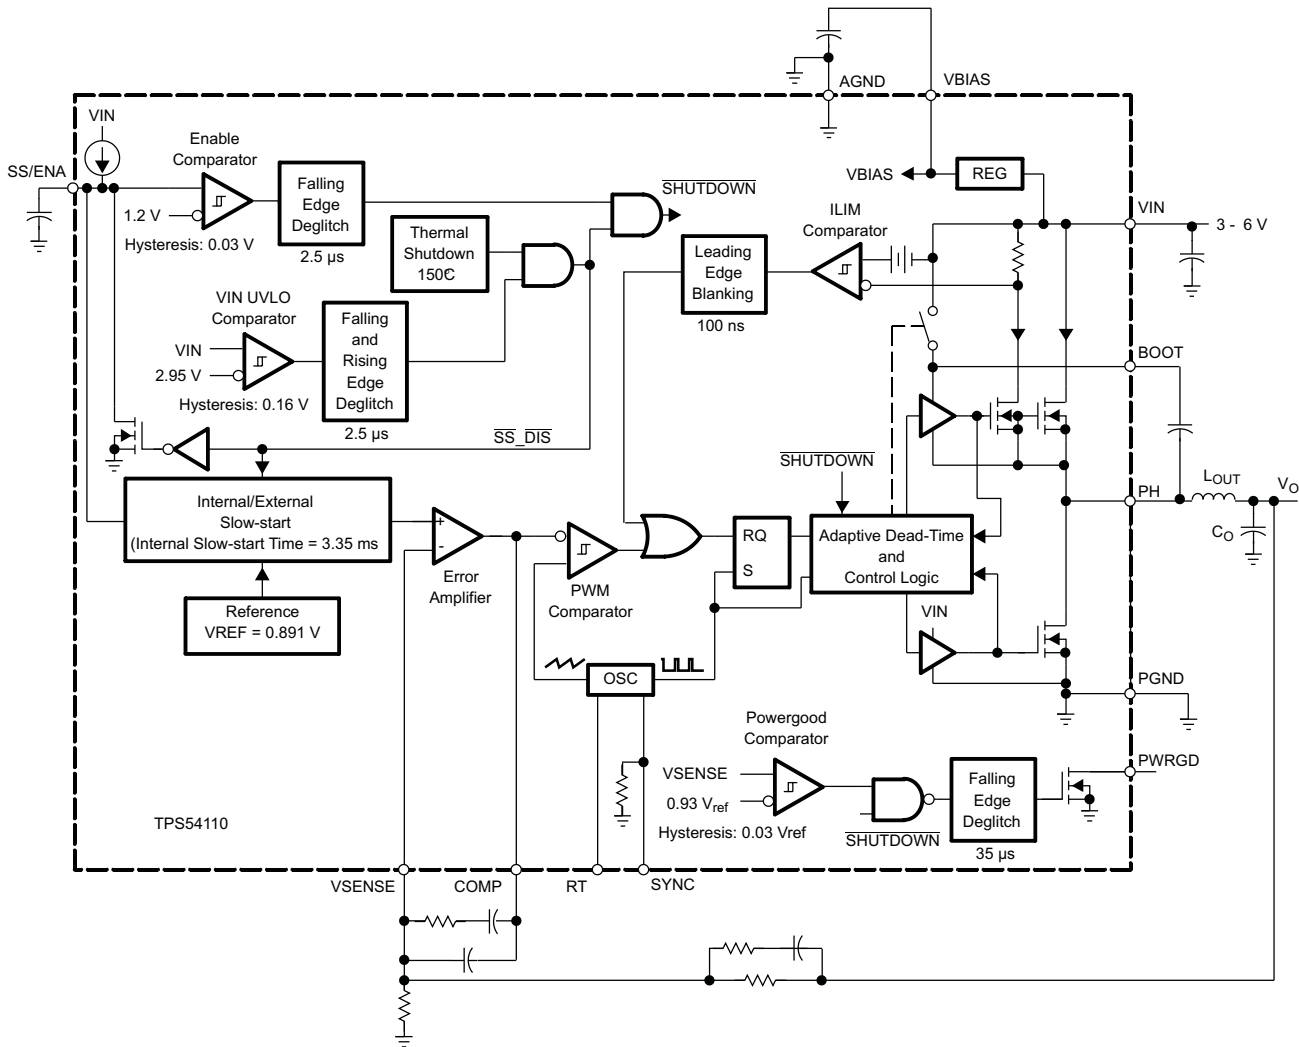 AGND
VBIAS
VIN
Enable
Comparator
SS/ENA
1.2 V
Hysteresis: 0.03 V
Falling
Edge
Deglitch
2.5 µs
SHUTDOWN
VBIAS
REG
VIN
3 - 6 V
Thermal
Shutdown
150℃
ILIM
Comparator
Leading
Edge
Blanking
100 ns
VIN UVLO
Comparator
VIN
2.95 V
Hysteresis: 0.16 V
Falling
and
Rising
Edge
Deglitch
2.5 µs
BOOT
SS_DIS
SHUTDOWN
PH
LOUT
VO
CO
Internal/External
Slow-start
(Internal Slow-start Time = 3.35 ms
+
-
Error
Amplifier
PWM
Comparator
RQ
S
Adaptive Dead-Time
and
Control Logic
VIN
Reference
VREF = 0.891 V
OSC
PGND
Powergood
Comparator
VSENSE
0.93 Vref
Hysteresis: 0.03 Vref
SHUTDOWN
Falling
Edge
Deglitch
35 µs
PWRGD
TPS54110
VSENSE
COMP
RT
SYNC